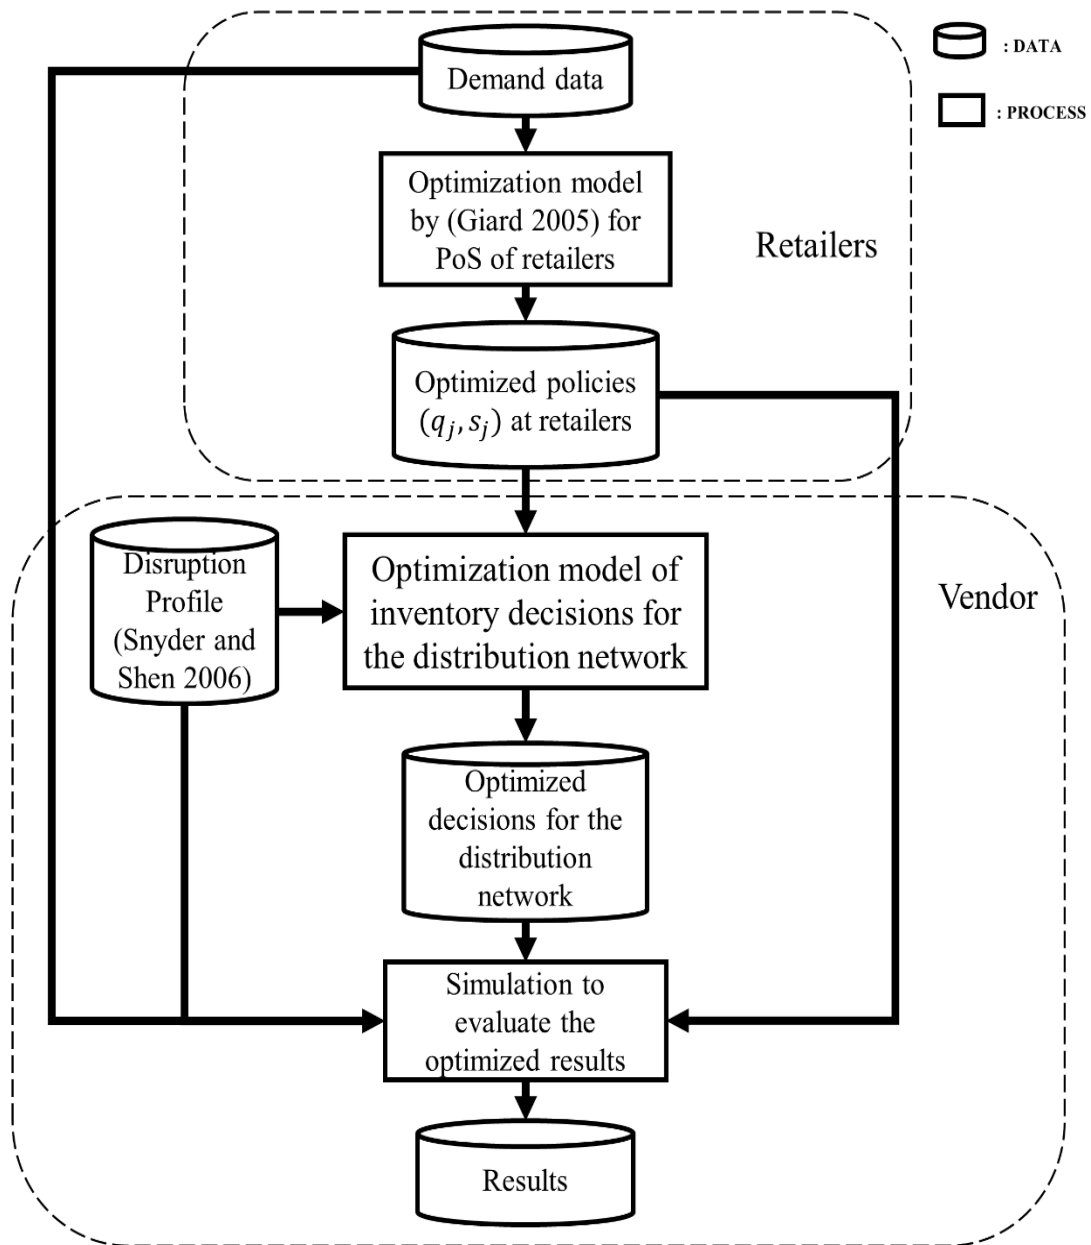 Demand data
: DATA
: PROCESS
Optimization model
by (Giard 2005) for
PoS of retailers
Retailers
Optimized policies
(q_j, s_j) at retailers
Disruption
Profile
(Snyder and
Shen 2006)
Optimization model of
inventory decisions for
the distribution network
Vendor
Optimized
decisions for the
distribution
network
Simulation to
evaluate the
optimized results
Results